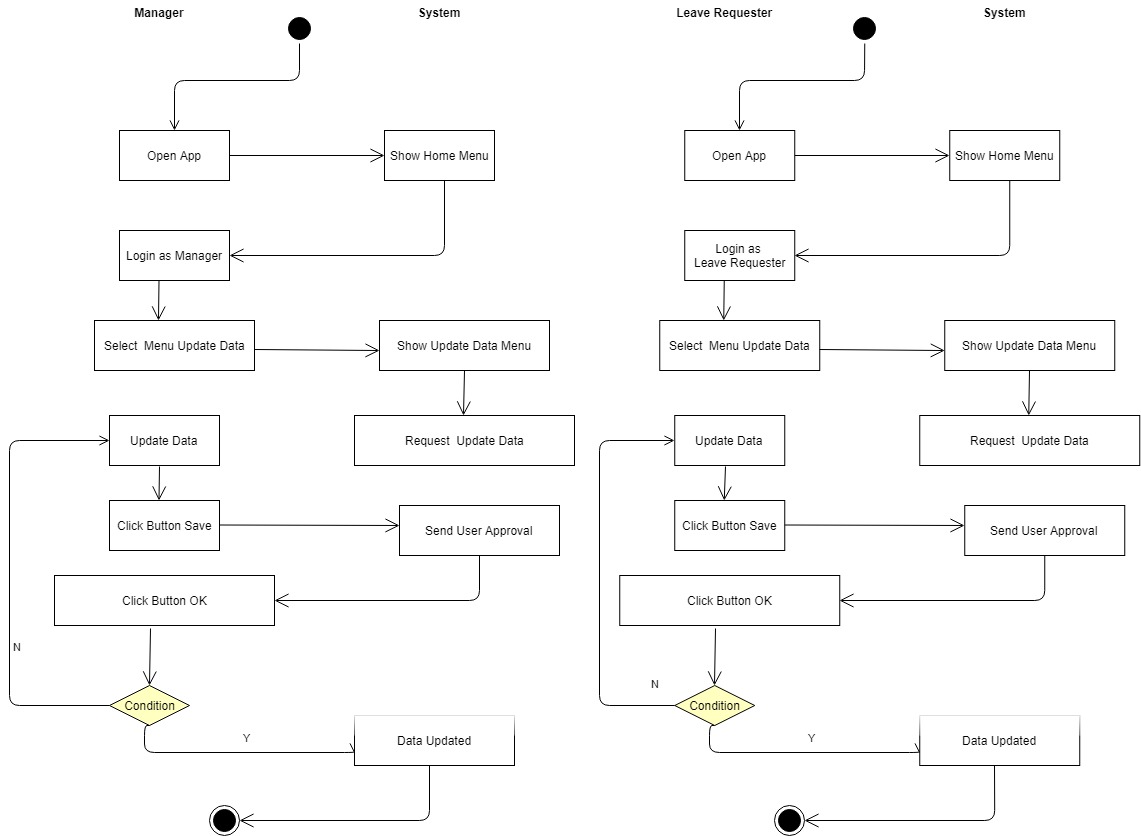 Manager
System
Open App
Show Home Menu
Login as Manager
Select  Menu Update Data
Show Update Data Menu
Update Data
Request  Update Data
Click Button Save
Send User Approval
Click Button OK
N
Condition
Y
Data Updated
Leave Requester
System
Open App
Show Home Menu
Login as
Leave Requester
Select  Menu Update Data
Show Update Data Menu
Update Data
Request  Update Data
Click Button Save
Send User Approval
Click Button OK
N
Condition
Y
Data Updated